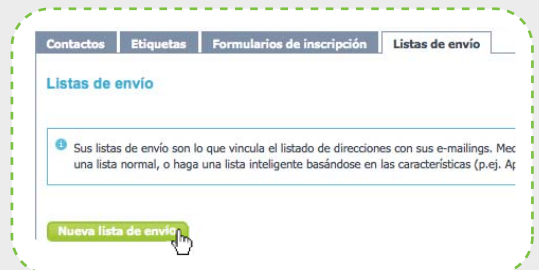 Contactos Etiquetas Formularios de inscripción Listas de envío
Listas de envío
Sus listas de envío son lo que vincula el listado de direcciones con sus e-mailings. Mec
una lista normal, o haga una lista inteligente basándose en las características (p.ej. Ap
Nueva lista de envío